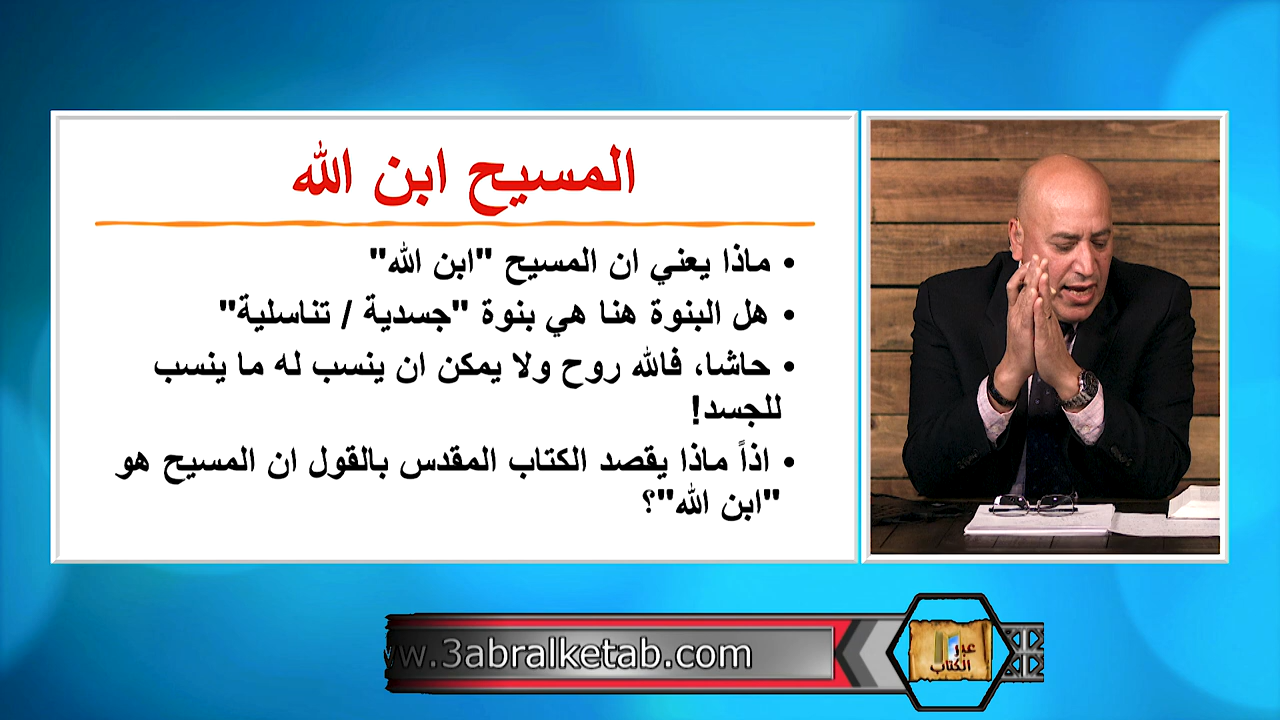 المسيح ابن الله
• ماذا يعني ان المسيح "ابن الله"
• هل البنوة هنا هي بنوة "جسدية / تناسلية"
• حاشا، فالله روح ولا يمكن ان ينسب له ما ينسب
للجسد!
• اذاً ماذا يقصد الكتاب المقدس بالقول ان المسيح هو
"ابن الله"؟
w.3abralketab.com
عبر
الكتاب